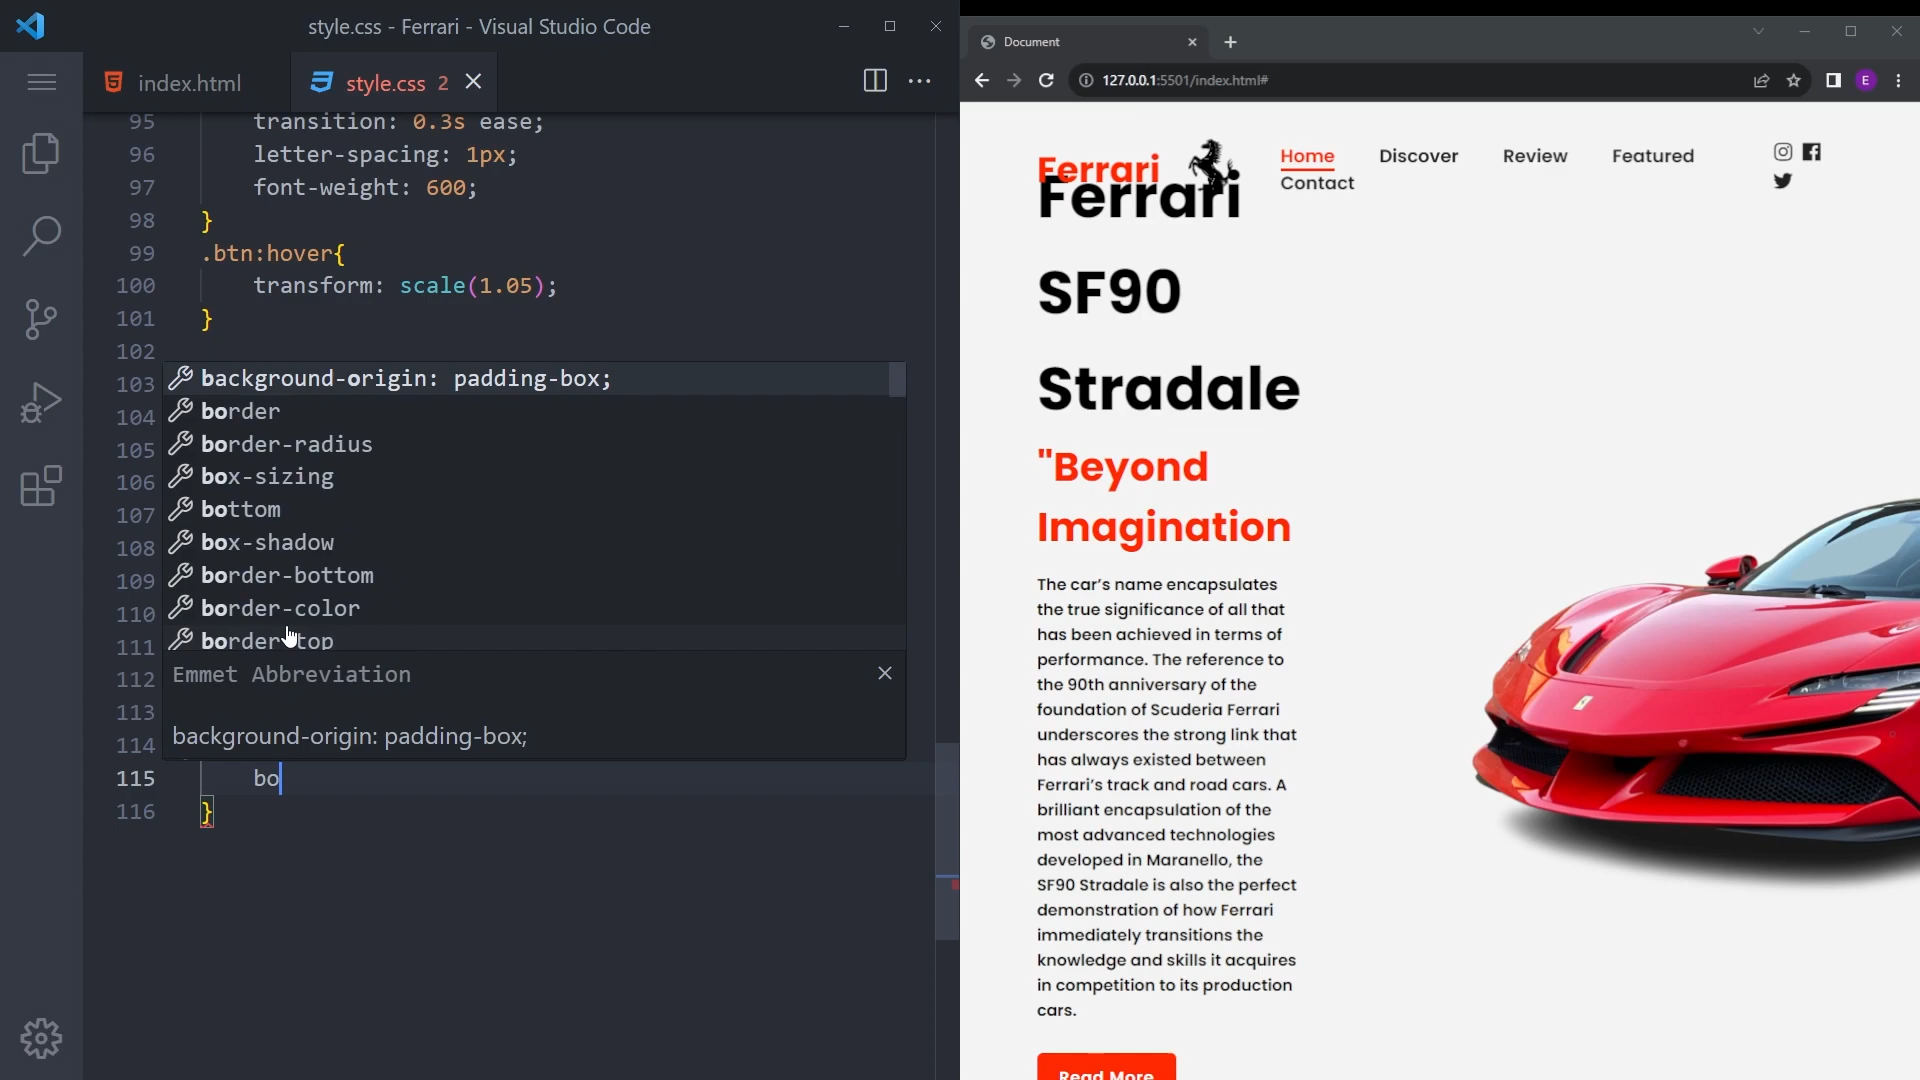 style.css - Ferrari - Visual Studio Code
index.html
style.css 2
95 transition: 0.3s ease;
96 letter-spacing: 1px;
97 font-weight: 600;
98 }
99 .btn:hover{
100 transform: scale(1.05);
101 }
102
103 background-origin: padding-box;
104 border
105 border-radius
106 box-sizing
107 bottom
108 box-shadow
109 border-bottom
110 border-color
111 border-top
112 Emmet Abbreviation
113
114 background-origin: padding-box;
115 bo
116 }
Document
127.0.0.1:5501/index.html#
E
Ferrari
Home Discover Review Featured
Contact
Ferrari
SF90
Stradale
"Beyond
Imagination
The car's name encapsulates
the true significance of all that
has been achieved in terms of
performance. The reference to
the 90th anniversary of the
foundation of Scuderia Ferrari
underscores the strong link that
has always existed between
Ferrari's track and road cars. A
brilliant encapsulation of the
most advanced technologies
developed in Maranello, the
SF90 Stradale is also the perfect
demonstration of how Ferrari
immediately transitions the
knowledge and skills it acquires
in competition to its production
cars.
Read More